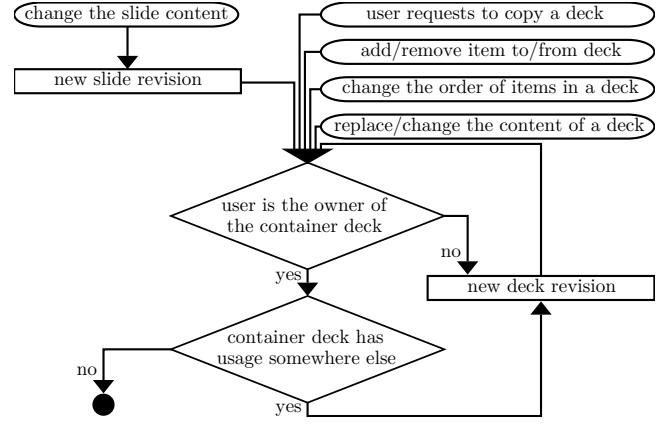 change the slide content
user requests to copy a deck
add/remove item to/from deck
new slide revision
change the order of items in a deck
replace/change the content of a deck
user is the owner of
the container deck
no
yes
new deck revision
container deck has
usage somewhere else
no
yes